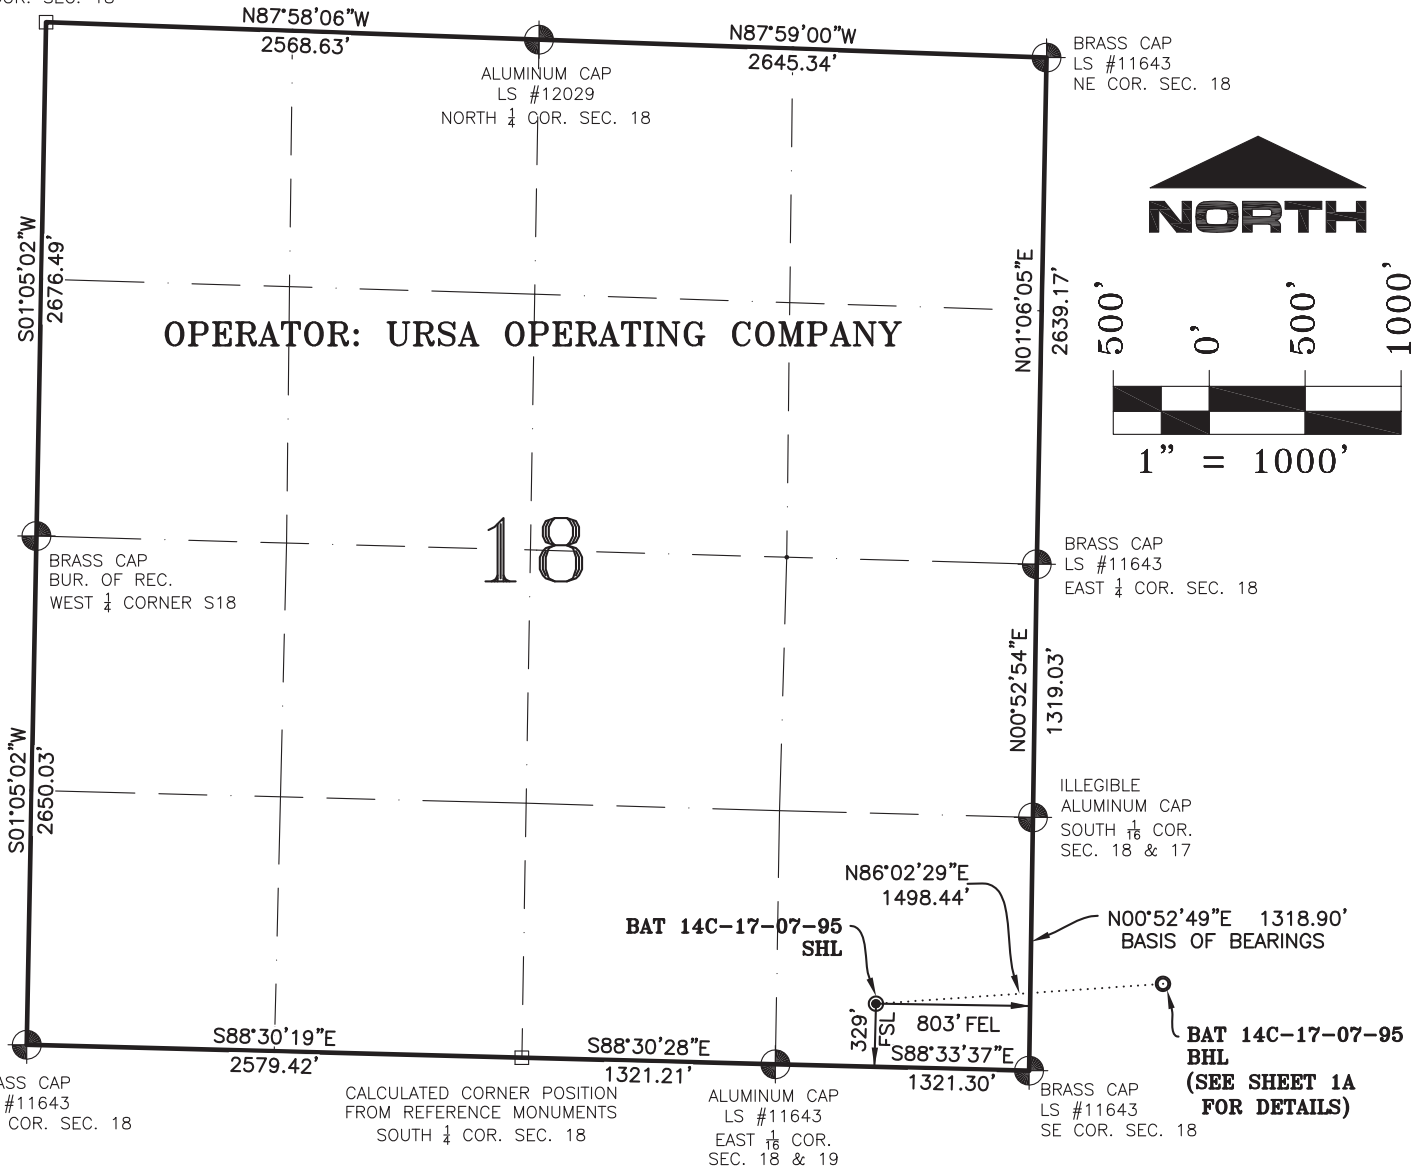 COR. SEC. 18
N87°58'06"W
2568.63'
N87°59'00"W
2645.34'
BRASS CAP
LS #11643
NE COR. SEC. 18
ALUMINUM CAP
LS #12029
NORTH 1/4 COR. SEC. 18
NORTH
S01°05'02"W
2676.49'
N01°06'05"E
2639.17'
500'
0'
500'
1000'
1" = 1000'
OPERATOR: URSA OPERATING COMPANY
18
BRASS CAP
BUR. OF REC.
WEST 1/4 CORNER S18
BRASS CAP
LS #11643
EAST 1/4 COR. SEC. 18
N00°52'54"E
1319.03'
S01°05'02"W
2650.03'
ILLEGIBLE
ALUMINUM CAP
SOUTH 1/16 COR.
SEC. 18 & 17
N86°02'29"E
1498.44'
N00°52'49"E 1318.90'
BASIS OF BEARINGS
BAT 14C-17-07-95
SHL
329'
FSL
803' FEL
BAT 14C-17-07-95
BHL
(SEE SHEET 1A
FOR DETAILS)
S88°30'19"E
2579.42'
S88°30'28"E
1321.21'
S88°33'37"E
1321.30'
ASS CAP
#11643
COR. SEC. 18
CALCULATED CORNER POSITION
FROM REFERENCE MONUMENTS
SOUTH 1/4 COR. SEC. 18
ALUMINUM CAP
LS #11643
EAST 1/16 COR.
SEC. 18 & 19
BRASS CAP
LS #11643
SE COR. SEC. 18